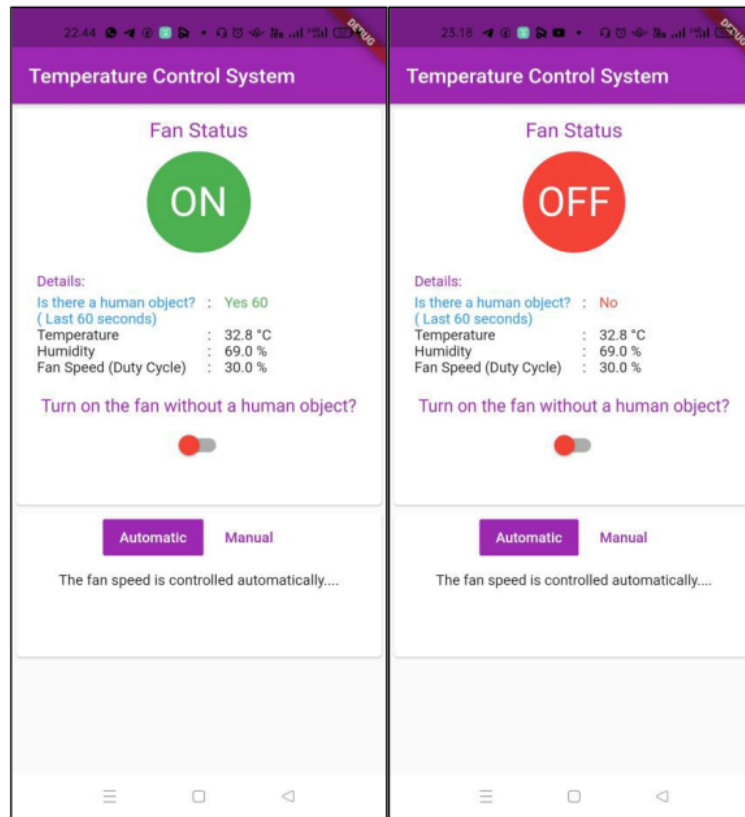 22.44
DEBUG
Temperature Control System
Fan Status
ON
Details:
Is there a human object? : Yes 60
( Last 60 seconds)
Temperature : 32.8 °C
Humidity : 69.0 %
Fan Speed (Duty Cycle) : 30.0 %
Turn on the fan without a human object?
Automatic Manual
The fan speed is controlled automatically....
23.18
DEBUG
Temperature Control System
Fan Status
OFF
Details:
Is there a human object? : No
( Last 60 seconds)
Temperature : 32.8 °C
Humidity : 69.0 %
Fan Speed (Duty Cycle) : 30.0 %
Turn on the fan without a human object?
Automatic Manual
The fan speed is controlled automatically....